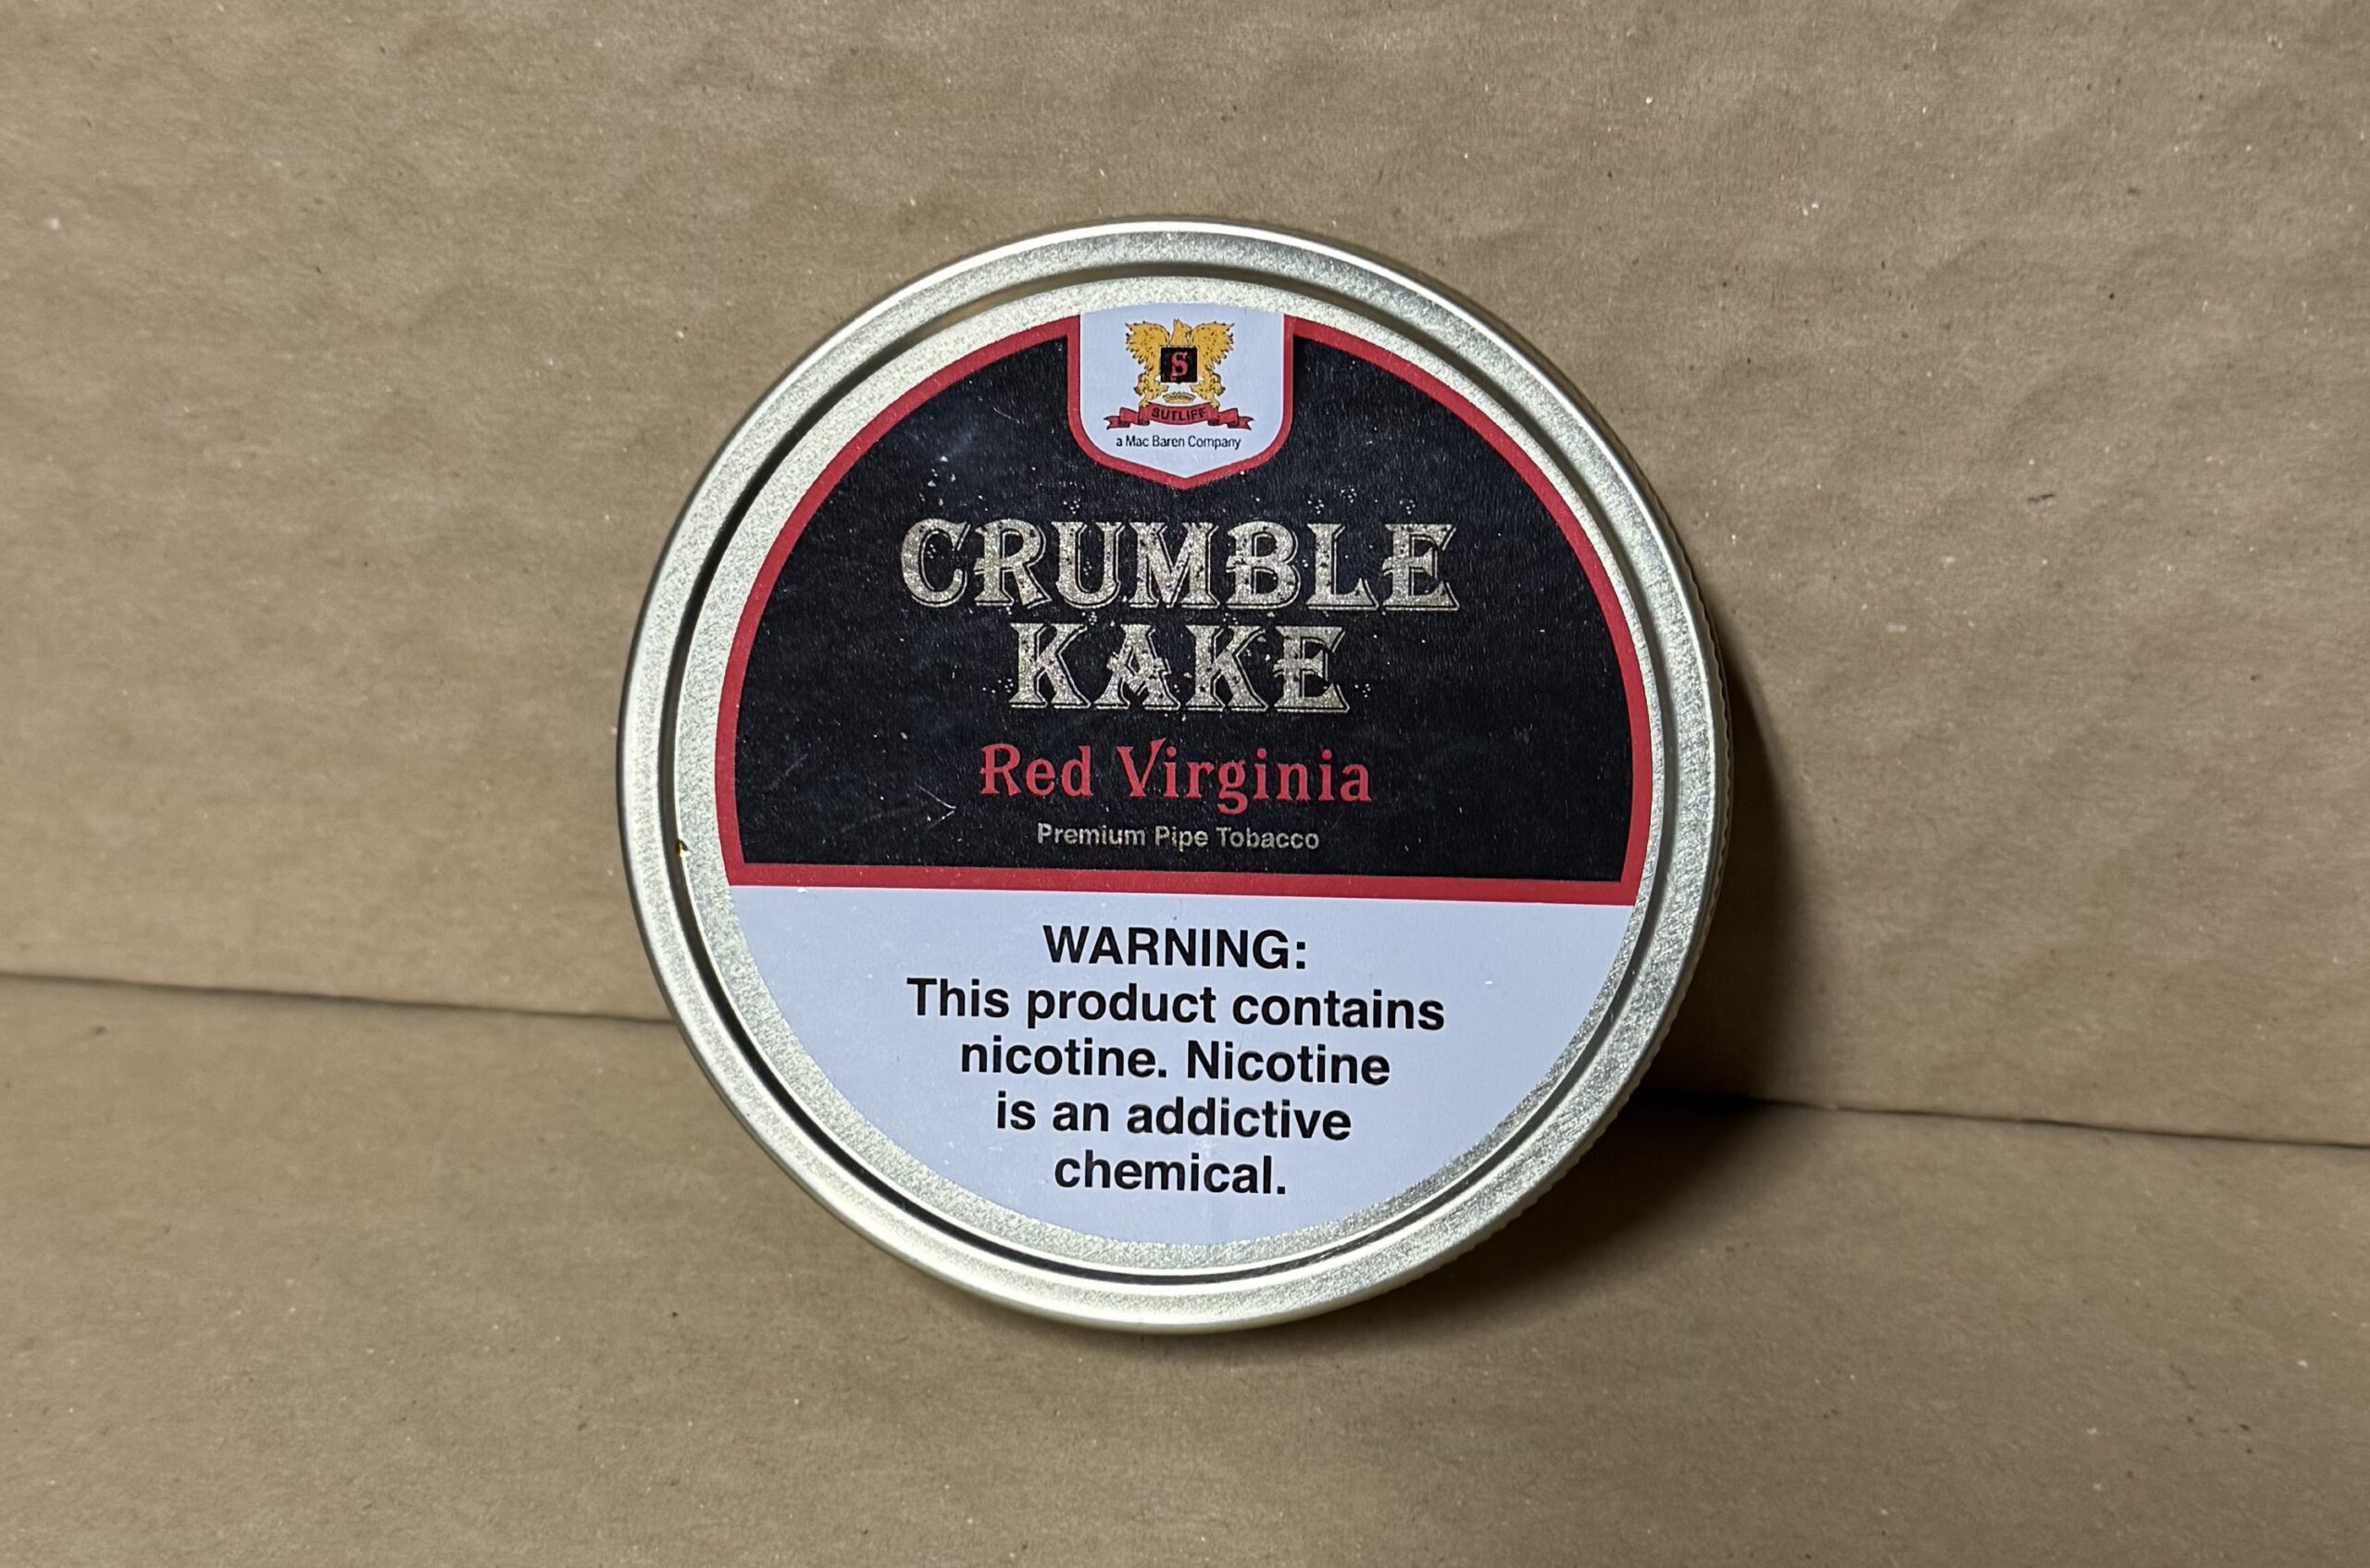 S
SUTLIFF
a Mac Baren Company
CRUMBLE
KAKE
Red Virginia
Premium Pipe Tobacco
WARNING:
This product contains
nicotine. Nicotine
is an addictive
chemical.